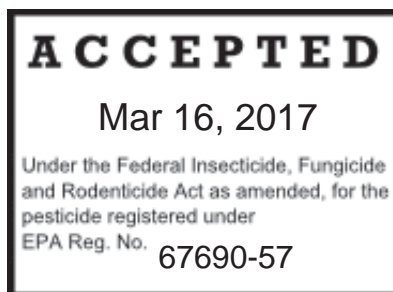 ACCEPTED
Mar 16, 2017
Under the Federal Insecticide, Fungicide
and Rodenticide Act as amended, for the
pesticide registered under
EPA Reg. No. 67690-57